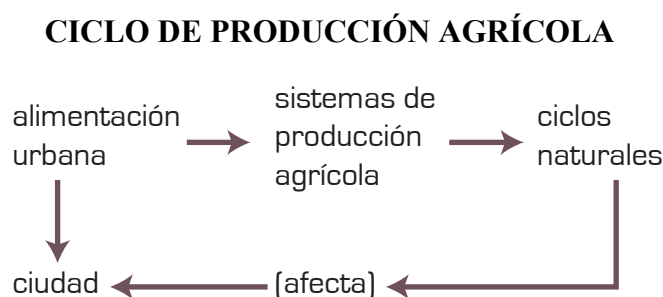 CICLO DE PRODUCCIÓN AGRÍCOLA
alimentación
urbana
sistemas de
producción
agrícola
ciclos
naturales
ciudad
(afecta)